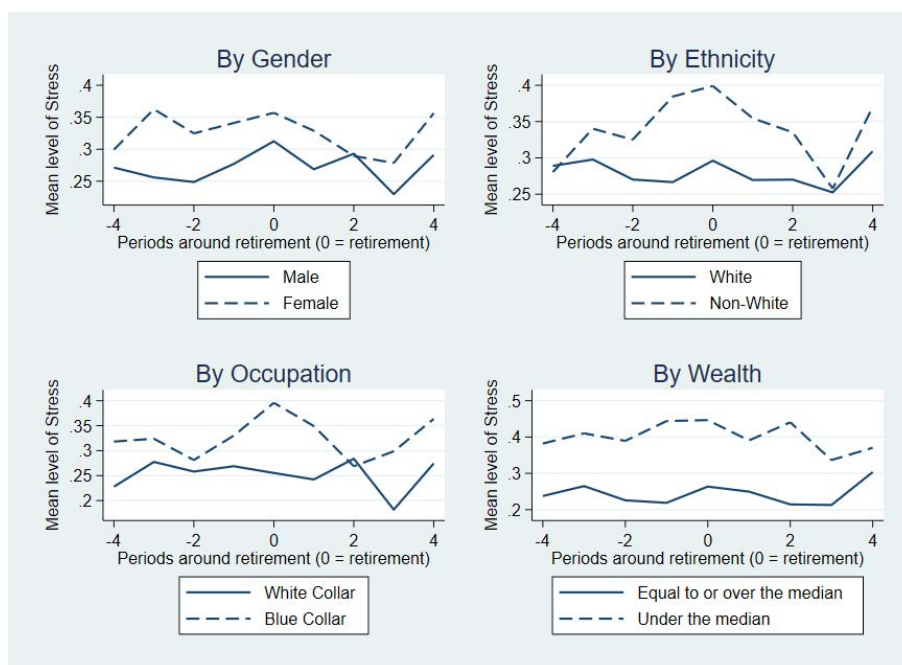 By Gender
Mean level of Stress
.4
.35
.3
.25
-4 -2 0 2 4
Periods around retirement (0 = retirement)
Male
Female
By Ethnicity
Mean level of Stress
.4
.35
.3
.25
-4 -2 0 2 4
Periods around retirement (0 = retirement)
White
Non-White
By Occupation
Mean level of Stress
.4
.35
.3
.25
.2
-4 -2 0 2 4
Periods around retirement (0 = retirement)
White Collar
Blue Collar
By Wealth
Mean level of Stress
.5
.4
.3
.2
-4 -2 0 2 4
Periods around retirement (0 = retirement)
Equal to or over the median
Under the median